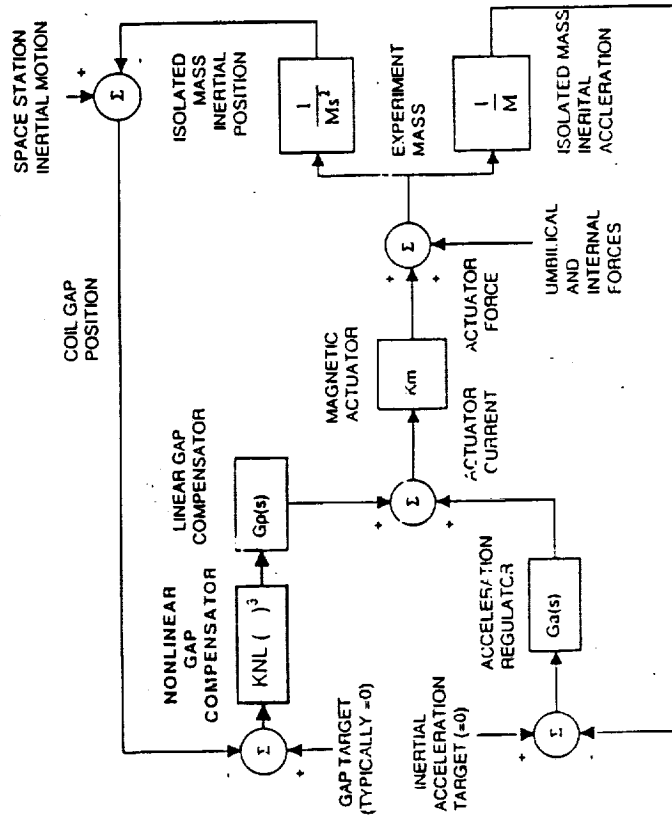 SPACE STATION
INERTIAL MOTION
+
Σ
-
COIL GAP
POSITION
ISOLATED
MASS
INERTIAL
POSITION
1
Ms²
EXPERIMENT
MASS
1
M
ISOLATED MASS
INERITAL
ACCLERATION
NONLINEAR
GAP
COMPENSATOR
KNL ( )³
LINEAR GAP
COMPENSATOR
Gp(s)
MAGNETIC
ACTUATOR
Km
ACTUATOR
FORCE
ACTUATOR
CURRENT
+
Σ
+
+
Σ
+
UMBILICAL
AND
INTERNAL
FORCES
-
Σ
+
GAP TARGET
(TYPICALLY =0)
ACCELERATION
REGULATOR
Ga(s)
INERTIAL
ACCELERATION
TARGET (=0)
+
Σ
-